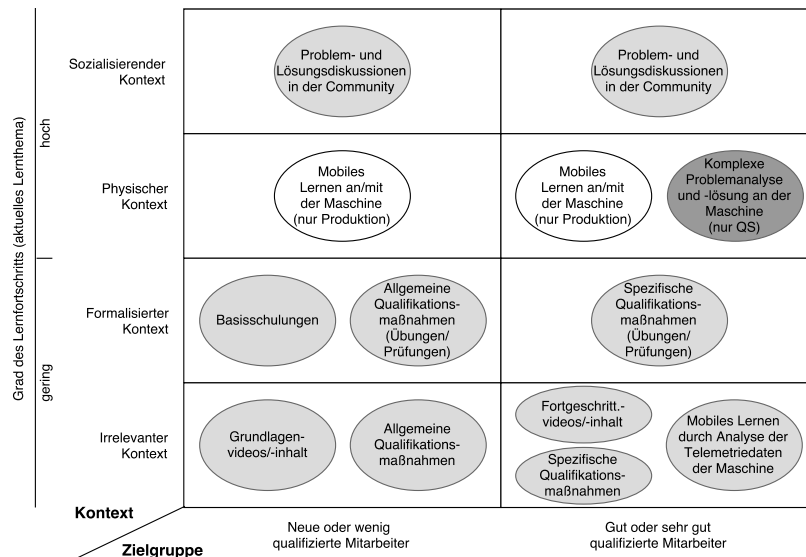 Grad des Lernfortschritts (aktuelles Lernthema)
hoch
gering
Sozialisierender
Kontext
Problem- und
Lösungsdiskussionen
in der Community
Problem- und
Lösungsdiskussionen
in der Community
Physischer
Kontext
Mobiles
Lernen an/mit
der Maschine
(nur Produktion)
Mobiles
Lernen an/mit
der Maschine
(nur Produktion)
Komplexe
Problemanalyse
und -lösung an der
Maschine
(nur QS)
Formalisierter
Kontext
Basisschulungen
Allgemeine
Qualifikations-
maßnahmen
(Übungen/
Prüfungen)
Spezifische
Qualifikations-
maßnahmen
(Übungen/
Prüfungen)
Irrelevanter
Kontext
Grundlagen-
videos/-inhalt
Allgemeine
Qualifikations-
maßnahmen
Fortgeschritt.-
videos/-inhalt
Spezifische
Qualifikations-
maßnahmen
Mobiles Lernen
durch Analyse der
Telemetriedaten
der Maschine
Kontext
Zielgruppe
Neue oder wenig
qualifizierte Mitarbeiter
Gut oder sehr gut
qualifizierte Mitarbeiter